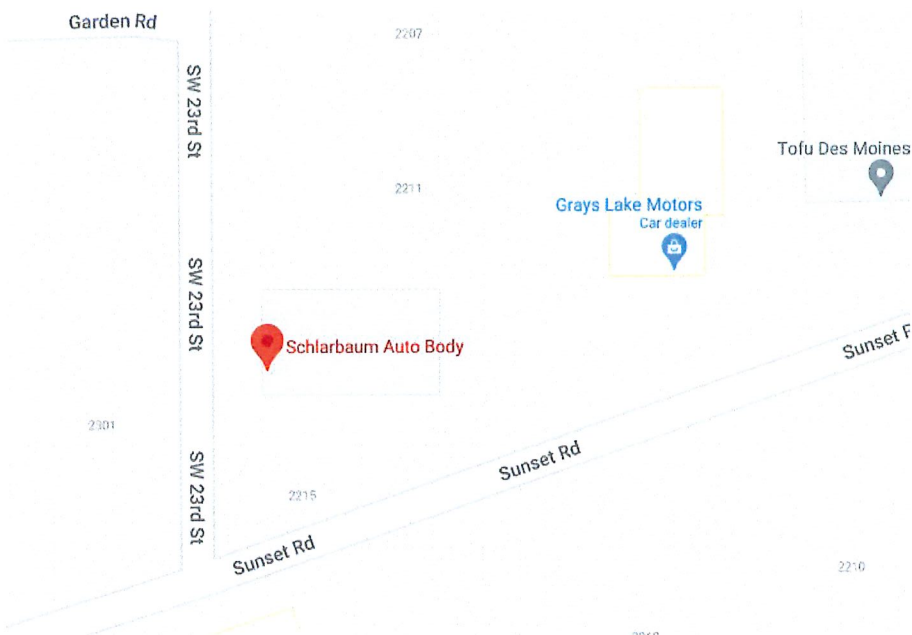 Garden Rd
2207
SW 23rd St
Tofu Des Moines
2211
Grays Lake Motors
Car dealer
SW 23rd St
Schlarbaum Auto Body
Sunset
2301
Sunset Rd
SW 23rd St
2215
Sunset Rd
2210